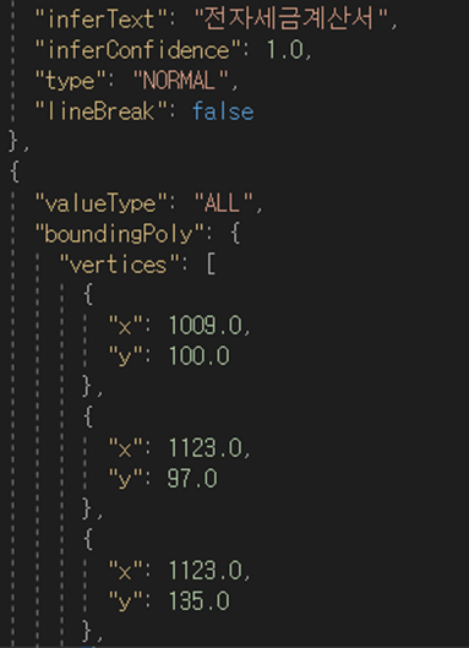 "inferText": "전자세금계산서",
"inferConfidence": 1.0,
"type": "NORMAL",
"lineBreak": false
},
{
"valueType": "ALL",
"boundingPoly": {
"vertices": [
{
"x": 1009.0,
"y": 100.0
},
{
"x": 1123.0,
"y": 97.0
},
{
"x": 1123.0,
"y": 135.0
},